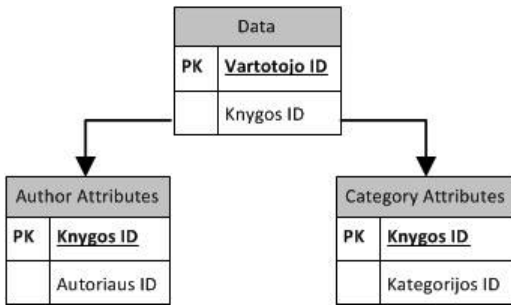 Data
PK Vartotojo ID
Knygos ID
Author Attributes
PK Knygos ID
Autoriaus ID
Category Attributes
PK Knygos ID
Kategorijos ID